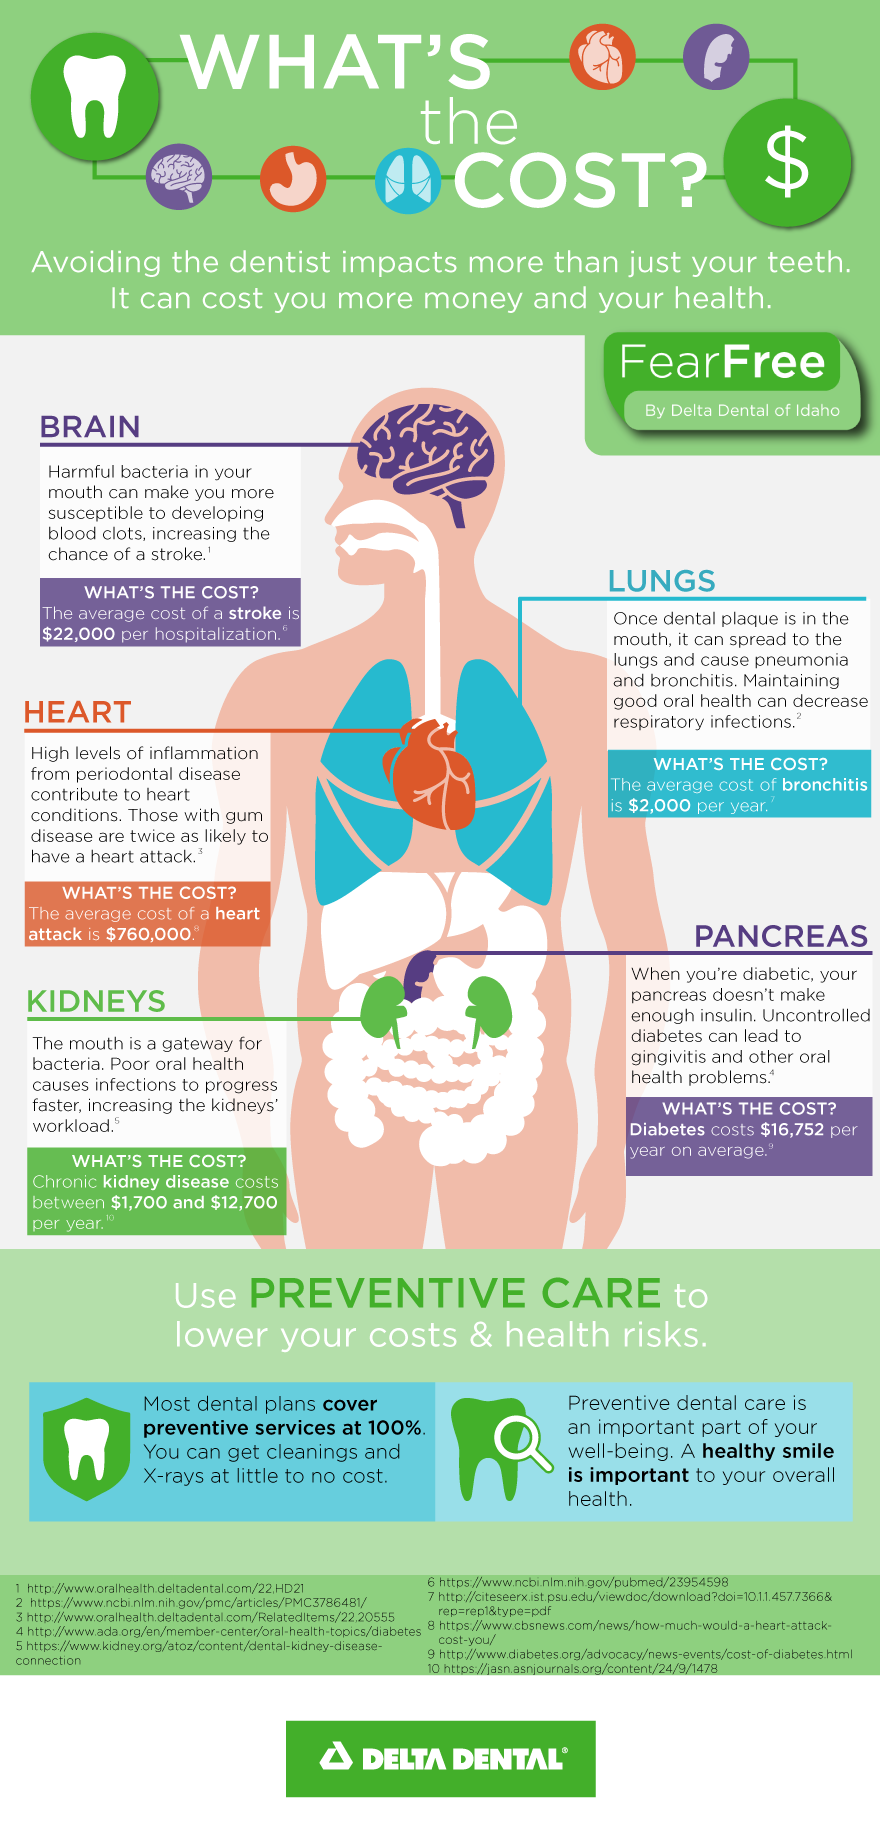 WHAT'S
the
COST?
$
Avoiding the dentist impacts more than just your teeth.
It can cost you more money and your health.
FearFree
By Delta Dental of Idaho
BRAIN
Harmful bacteria in your
mouth can make you more
susceptible to developing
blood clots, increasing the
chance of a stroke.1
WHAT'S THE COST?
The average cost of a stroke is
$22,000 per hospitalization.6
LUNGS
Once dental plaque is in the
mouth, it can spread to the
lungs and cause pneumonia
and bronchitis. Maintaining
good oral health can decrease
respiratory infections.2
WHAT'S THE COST?
The average cost of bronchitis
is $2,000 per year.7
HEART
High levels of inflammation
from periodontal disease
contribute to heart
conditions. Those with gum
disease are twice as likely to
have a heart attack.3
WHAT'S THE COST?
The average cost of a heart
attack is $760,000.8
PANCREAS
When you're diabetic, your
pancreas doesn't make
enough insulin. Uncontrolled
diabetes can lead to
gingivitis and other oral
health problems.4
WHAT'S THE COST?
Diabetes costs $16,752 per
year on average.9
KIDNEYS
The mouth is a gateway for
bacteria. Poor oral health
causes infections to progress
faster, increasing the kidneys'
workload.5
WHAT'S THE COST?
Chronic kidney disease costs
between $1,700 and $12,700
per year.10
Use PREVENTIVE CARE to
lower your costs & health risks.
Most dental plans cover
preventive services at 100%.
You can get cleanings and
X-rays at little to no cost.
Preventive dental care is
an important part of your
well-being. A healthy smile
is important to your overall
health.
1 http://www.oralhealth.deltadental.com/22,HD21
2 https://www.ncbi.nlm.nih.gov/pmc/articles/PMC3786481/
3 http://www.oralhealth.deltadental.com/RelatedItems/22,20555
4 http://www.ada.org/en/member-center/oral-health-topics/diabetes
5 https://www.kidney.org/atoz/content/dental-kidney-disease-
connection
6 https://www.ncbi.nlm.nih.gov/pubmed/23954598
7 http://citeseerx.ist.psu.edu/viewdoc/download?doi=10.1.1.457.7366&
rep=rep1&type=pdf
8 https://www.cbsnews.com/news/how-much-would-a-heart-attack-
cost-you/
9 http://www.diabetes.org/advocacy/news-events/cost-of-diabetes.html
10 https://jasn.asnjournals.org/content/24/9/1478
DELTA DENTAL®